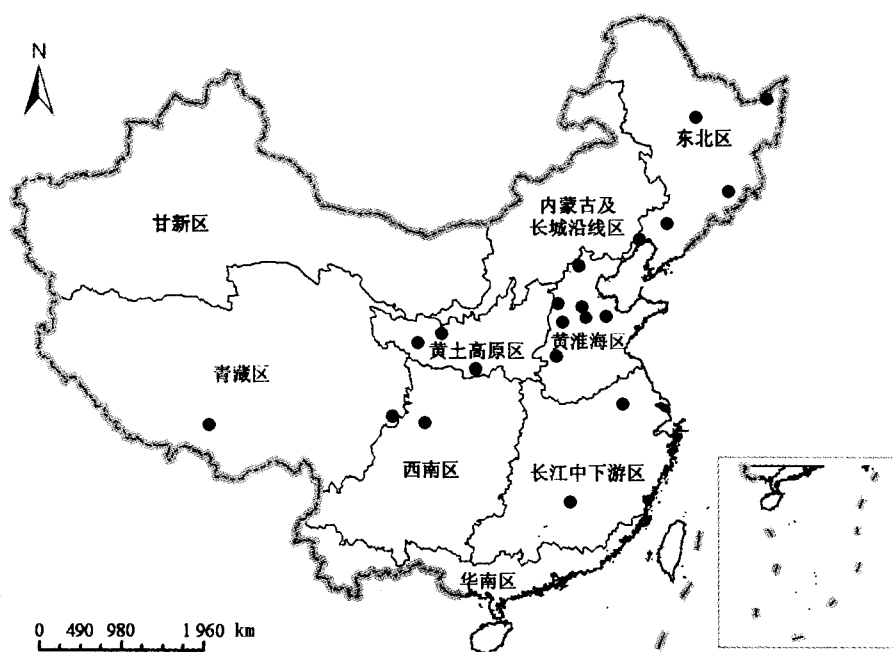 N
东北区
内蒙古及
长城沿线区
甘新区
黄土高原区
黄淮海区
青藏区
西南区
长江中下游区
华南区
0 490 980 1 960 km